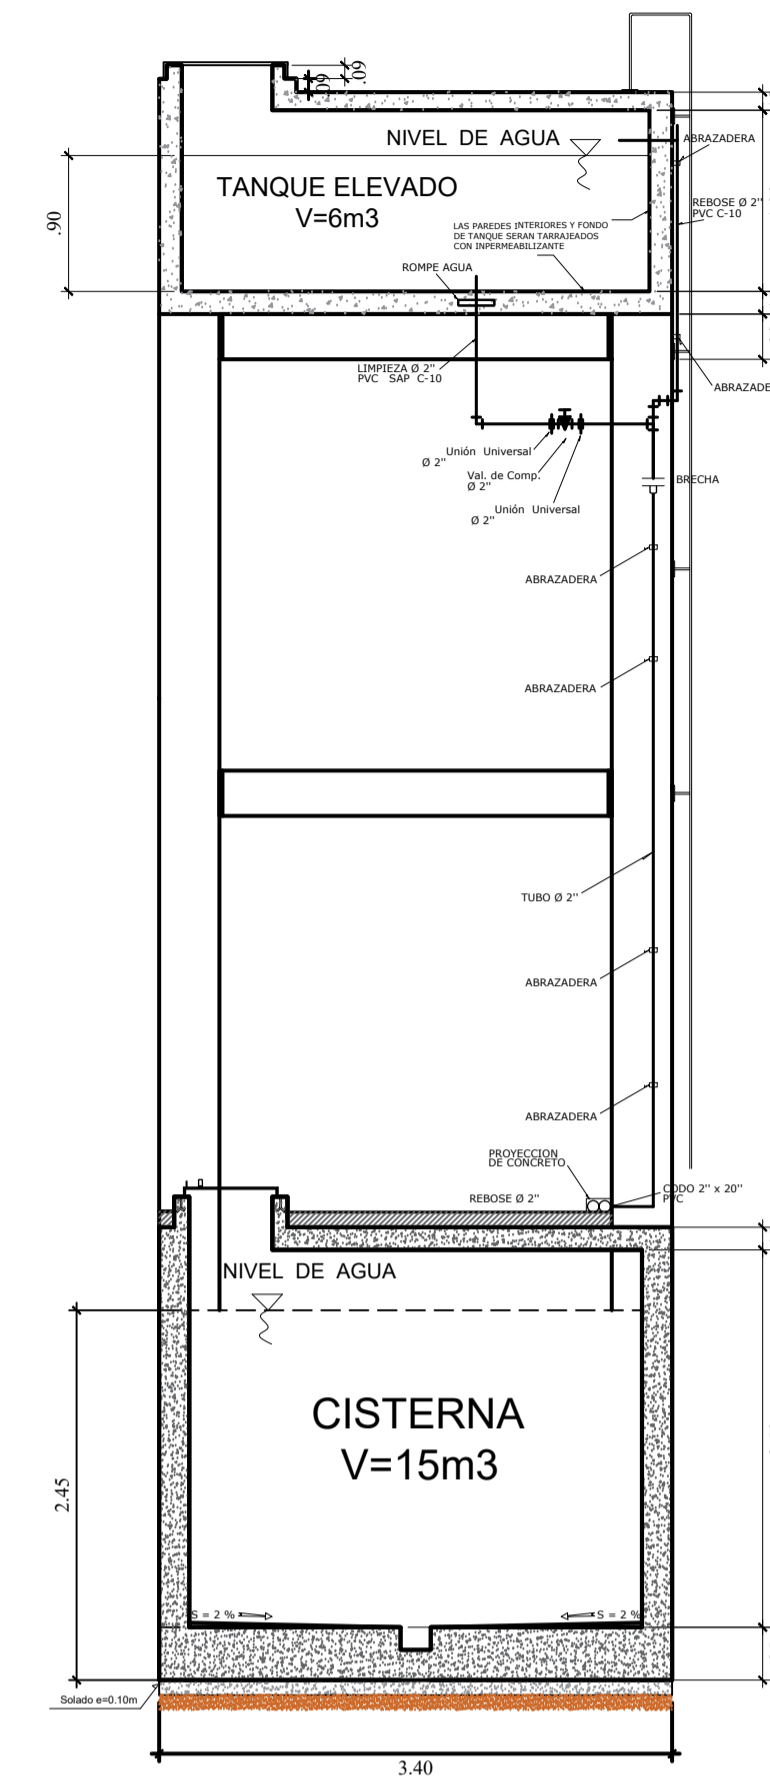 .09
.09
NIVEL DE AGUA
ABRAZADERA
TANQUE ELEVADO
V=6m3
.90
REBOSE Ø 2''
PVC C-10
LAS PAREDES INTERIORES Y FONDO
DE TANQUE SERAN TARRAJEADOS
CON INPERMEABILIZANTE
ROMPE AGUA
LIMPIEZA Ø 2''
PVC SAP C-10
ABRAZADE
Unión Universal
Ø 2''
Val. de Comp.
Ø 2''
BRECHA
Unión Universal
Ø 2''
ABRAZADERA
ABRAZADERA
TUBO Ø 2''
ABRAZADERA
ABRAZADERA
PROYECCION
DE CONCRETO
REBOSE Ø 2''
CODO 2'' x 20''
PVC
NIVEL DE AGUA
CISTERNA
V=15m3
2.45
S = 2 %
S = 2 %
Solado e=0.10m
3.40